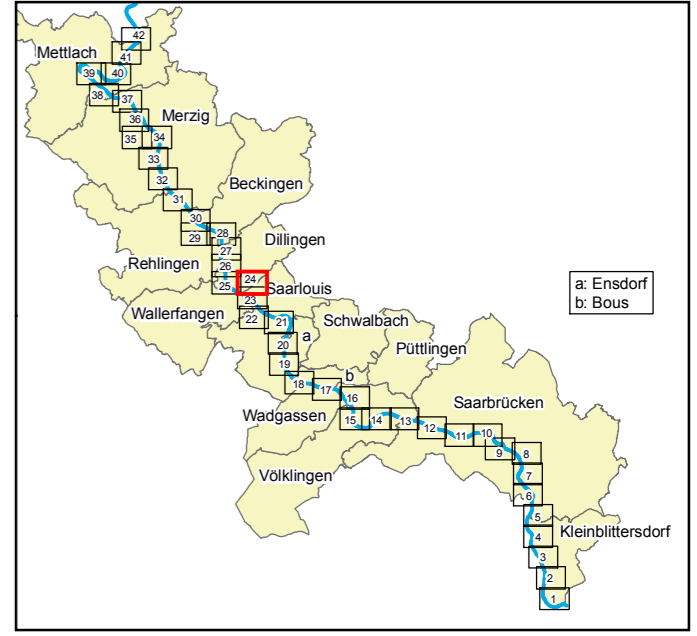 42
Mettlach
41
39
40
38
37
36
Merzig
35
34
33
32
Beckingen
31
30
29
28
Dillingen
27
Rehlingen
26
24
25
Saarlouis
23
a: Ensdorf
b: Bous
Wallerfangen
22
21
Schwalbach
a
20
Püttlingen
19
b
18
17
16
Saarbrücken
Wadgassen
15
14
13
12
11
10
9
8
Völklingen
7
6
5
Kleinblittersdorf
4
3
2
1